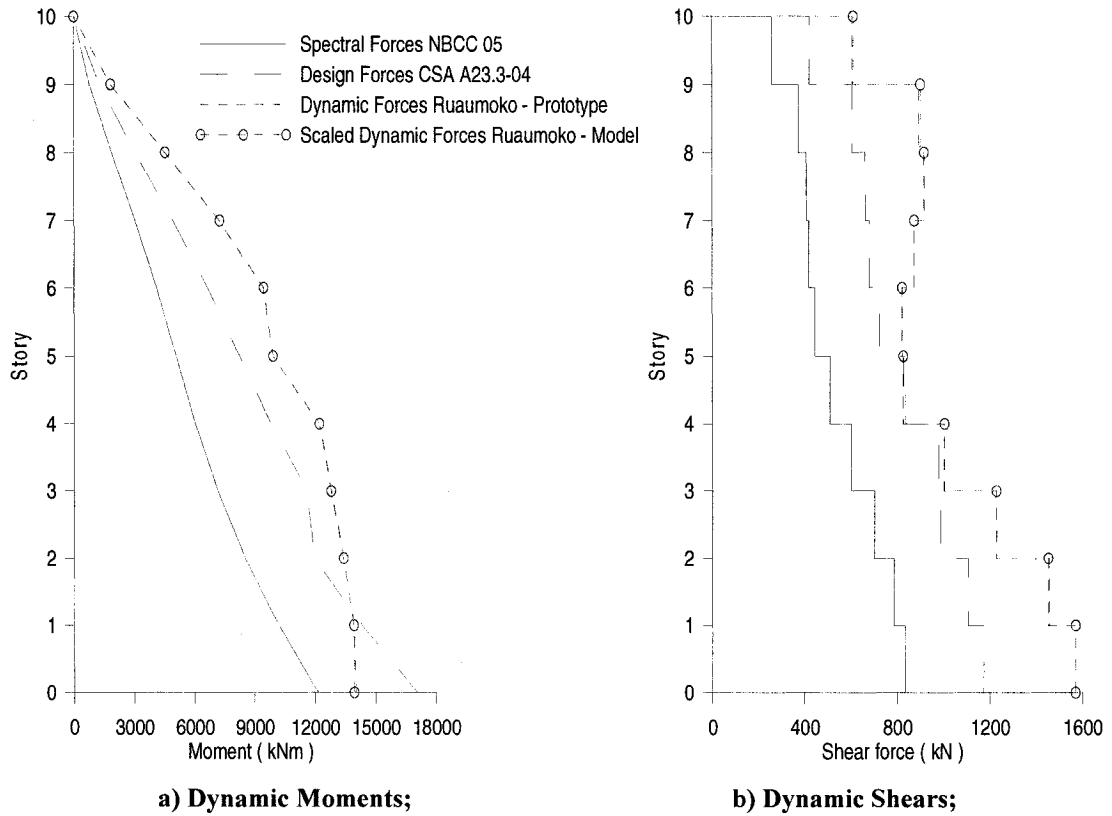 10
9
8
7
6
5
4
3
2
1
0
Story
0 3000 6000 9000 12000 15000 18000
Moment ( kNm )
Spectral Forces NBCC 05
Design Forces CSA A23.3-04
Dynamic Forces Ruaumoko - Prototype
Scaled Dynamic Forces Ruaumoko - Model
a) Dynamic Moments;
10
9
8
7
6
5
4
3
2
1
0
Story
0 400 800 1200 1600
Shear force ( kN )
b) Dynamic Shears;